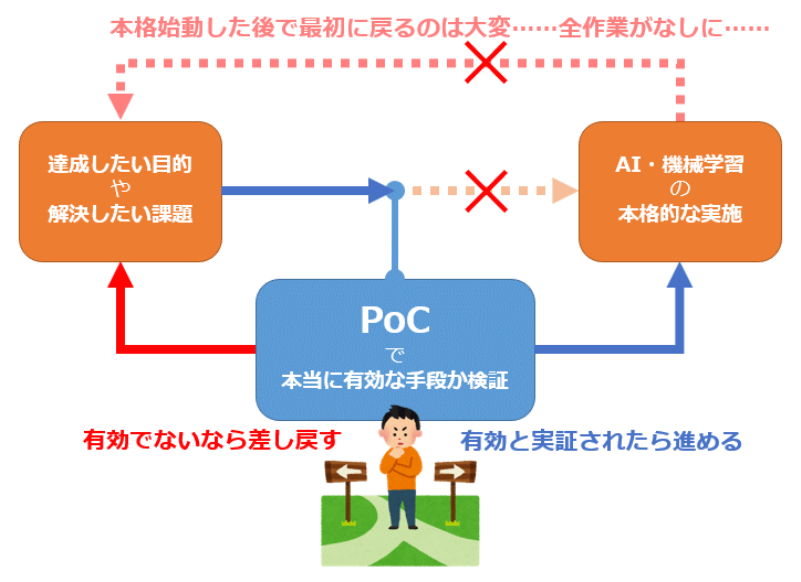 本格始動した後で最初に戻るのは大変……全作業がなしに……
達成したい目的
や
解決したい課題
AI・機械学習
の
本格的な実施
PoC
で
本当に有効な手段か検証
有効でないなら差し戻す
有効と実証されたら進める